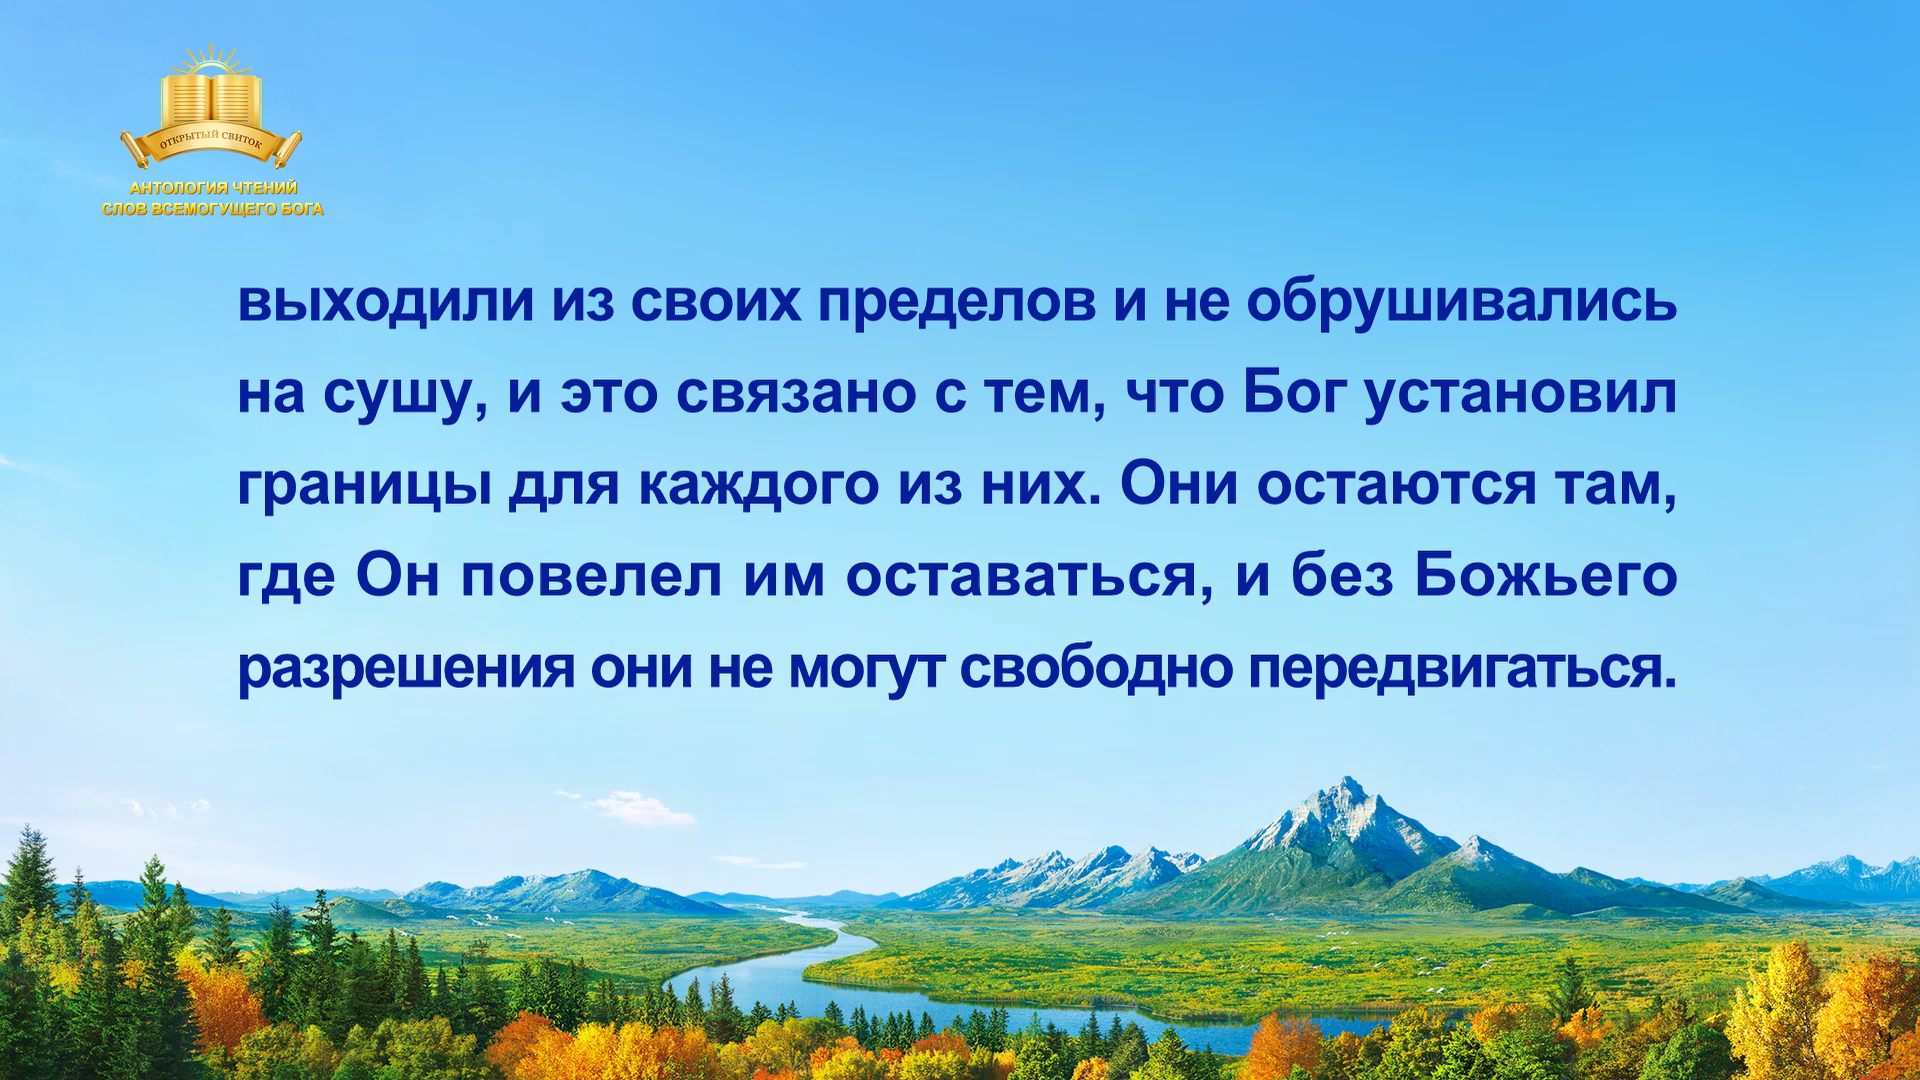 ОТКРЫТЫЙ СВИТОК
АНТОЛОГИЯ ЧТЕНИЙ
СЛОВ ВСЕМОГУЩЕГО БОГА
выходили из своих пределов и не обрушивались
на сушу, и это связано с тем, что Бог установил
границы для каждого из них. Они остаются там,
где Он повелел им оставаться, и без Божьего
разрешения они не могут свободно передвигаться.